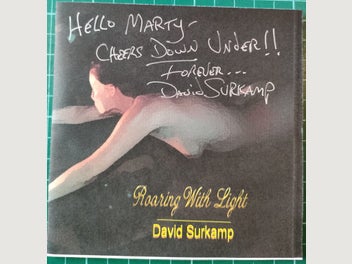 HELLO MARTY-
CHEERS DOWN UNDER!!
FOREVER...
DAVID SURKAMP
Roaring With Light
David Surkamp